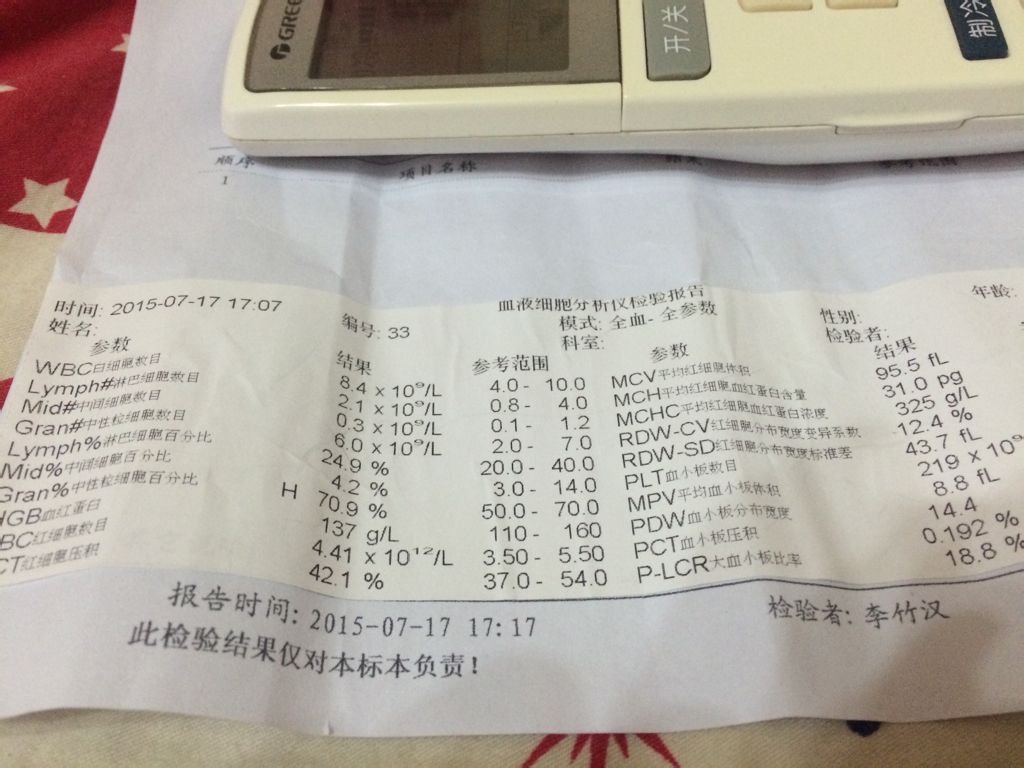 GREE
开/关
制冷
顺序 项目名称 结果 参考范围
1
时间: 2015-07-17 17:07 血液细胞分析仪检验报告 年龄:
姓名: 编号: 33 模式: 全血- 全参数 性别:
科室: 检验者:
参数 结果 参考范围 参数 结果
WBC白细胞数目 8.4 x 10⁹/L 4.0 - 10.0 MCV平均红细胞体积 95.5 fL
Lymph#淋巴细胞数目 2.1 x 10⁹/L 0.8 - 4.0 MCH平均红细胞血红蛋白含量 31.0 pg
Mid#中间细胞数目 0.3 x 10⁹/L 0.1 - 1.2 MCHC平均红细胞血红蛋白浓度 325 g/L
Gran#中性粒细胞数目 6.0 x 10⁹/L 2.0 - 7.0 RDW-CV红细胞分布宽度变异系数 12.4 %
Lymph%淋巴细胞百分比 24.9 % 20.0 - 40.0 RDW-SD红细胞分布宽度标准差 43.7 fL
Mid%中间细胞百分比 4.2 % 3.0 - 14.0 PLT血小板数目 219 x 10⁹
Gran%中性粒细胞百分比 H 70.9 % 50.0 - 70.0 MPV平均血小板体积 8.8 fL
HGB血红蛋白 137 g/L 110 - 160 PDW血小板分布宽度 14.4
BC红细胞数目 4.41 x 10¹²/L 3.50 - 5.50 PCT血小板压积 0.192 %
CT红细胞压积 42.1 % 37.0 - 54.0 P-LCR大血小板比率 18.8 %
报告时间: 2015-07-17 17:17 检验者: 李竹汉
此检验结果仅对本标本负责!